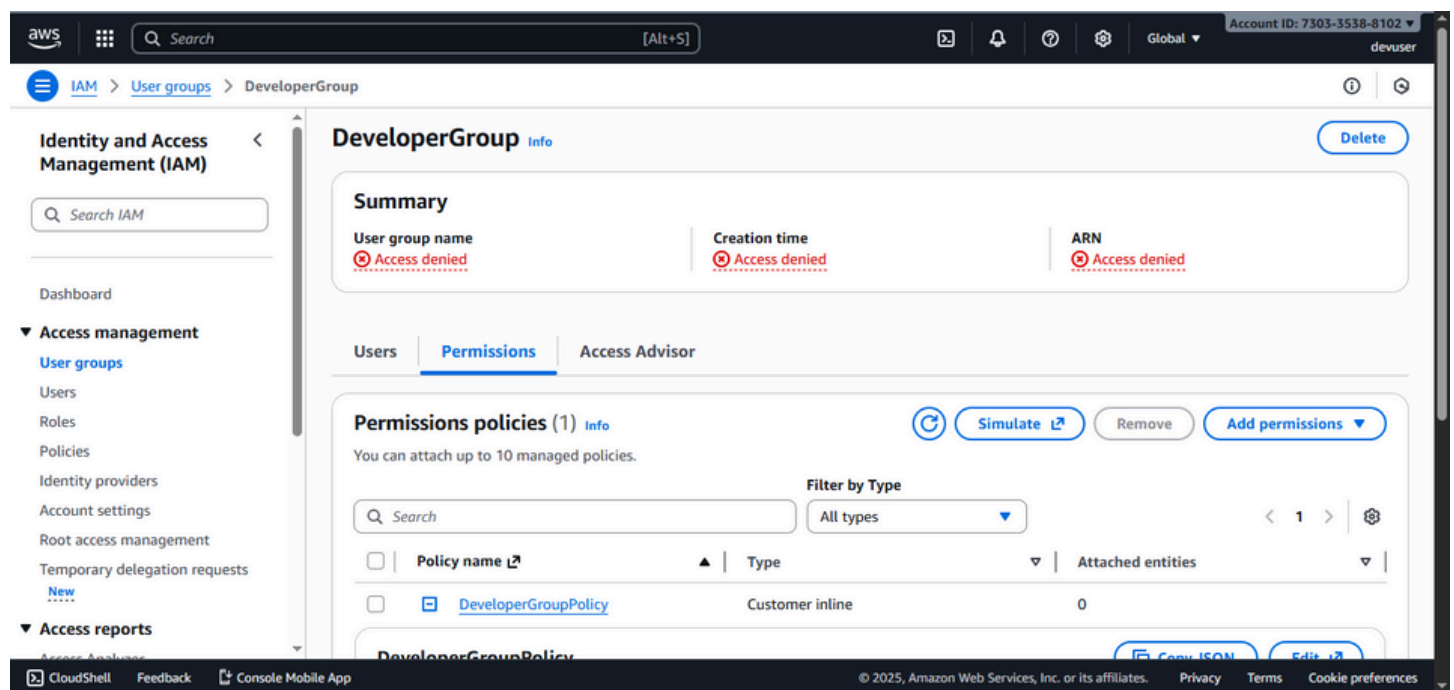 aws
Search [Alt+S]
Global
Account ID: 7303-3538-8102
devuser
IAM > User groups > DeveloperGroup
Identity and Access Management (IAM)
Search IAM
Dashboard
Access management
User groups
Users
Roles
Policies
Identity providers
Account settings
Root access management
Temporary delegation requests
New
Access reports
DeveloperGroup Info
Delete
Summary
User group name
Access denied
Creation time
Access denied
ARN
Access denied
Users Permissions Access Advisor
Permissions policies (1) Info
Simulate Remove Add permissions
You can attach up to 10 managed policies.
Filter by Type
Search All types 1
Policy name Type Attached entities
DeveloperGroupPolicy Customer inline 0
DeveloperGroupPolicy
Copy JSON Edit
CloudShell Feedback Console Mobile App © 2025, Amazon Web Services, Inc. or its affiliates. Privacy Terms Cookie preferences